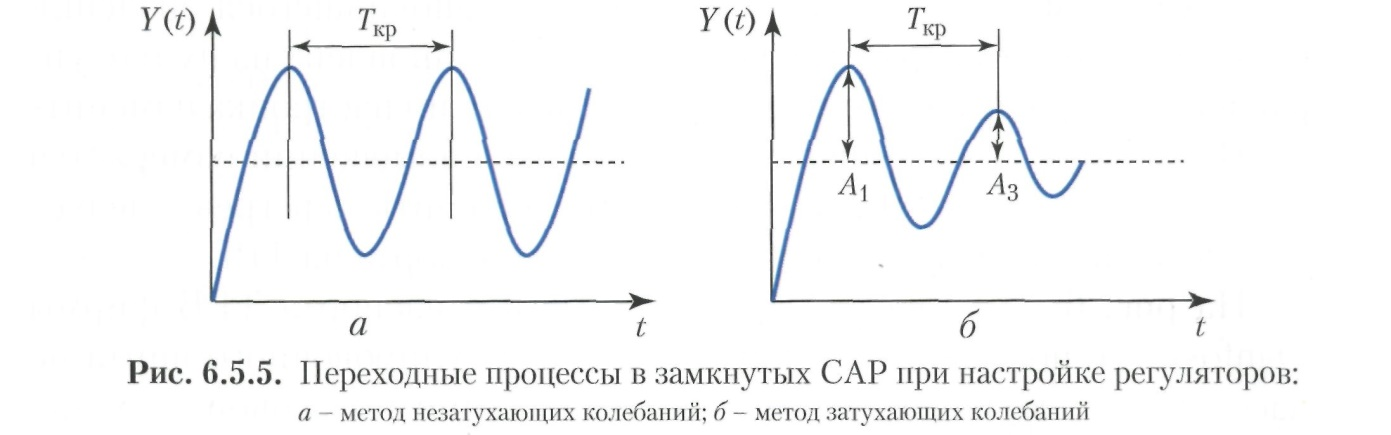 Y(t) Tкр Y(t) Tкр
A1 A3
а t б t
Рис. 6.5.5. Переходные процессы в замкнутых САР при настройке регуляторов:
а – метод незатухающих колебаний; б – метод затухающих колебаний